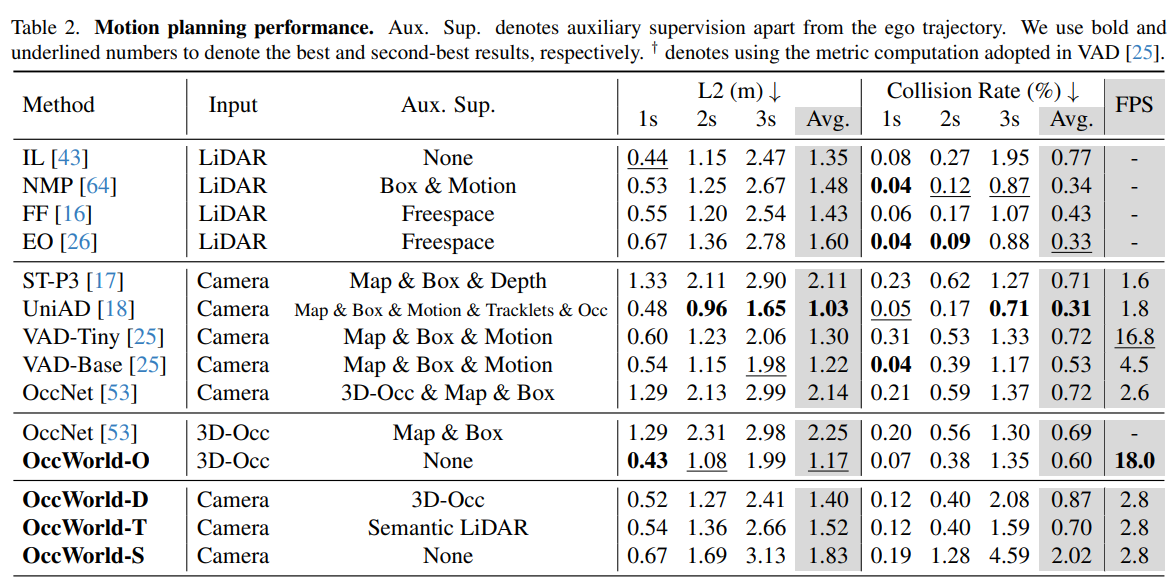 Table 2. Motion planning performance. Aux. Sup. denotes auxiliary supervision apart from the ego trajectory. We use bold and
underlined numbers to denote the best and second-best results, respectively. † denotes using the metric computation adopted in VAD [25].
Method Input Aux. Sup. L2 (m) ↓ Collision Rate (%) ↓ FPS
1s 2s 3s Avg. 1s 2s 3s Avg.
IL [43] LiDAR None 0.44 1.15 2.47 1.35 0.08 0.27 1.95 0.77 -
NMP [64] LiDAR Box & Motion 0.53 1.25 2.67 1.48 0.04 0.12 0.87 0.34 -
FF [16] LiDAR Freespace 0.55 1.20 2.54 1.43 0.06 0.17 1.07 0.43 -
EO [26] LiDAR Freespace 0.67 1.36 2.78 1.60 0.04 0.09 0.88 0.33 -
ST-P3 [17] Camera Map & Box & Depth 1.33 2.11 2.90 2.11 0.23 0.62 1.27 0.71 1.6
UniAD [18] Camera Map & Box & Motion & Tracklets & Occ 0.48 0.96 1.65 1.03 0.05 0.17 0.71 0.31 1.8
VAD-Tiny [25] Camera Map & Box & Motion 0.60 1.23 2.06 1.30 0.31 0.53 1.33 0.72 16.8
VAD-Base [25] Camera Map & Box & Motion 0.54 1.15 1.98 1.22 0.04 0.39 1.17 0.53 4.5
OccNet [53] Camera 3D-Occ & Map & Box 1.29 2.13 2.99 2.14 0.21 0.59 1.37 0.72 2.6
OccNet [53] 3D-Occ Map & Box 1.29 2.31 2.98 2.25 0.20 0.56 1.30 0.69 -
OccWorld-O 3D-Occ None 0.43 1.08 1.99 1.17 0.07 0.38 1.35 0.60 18.0
OccWorld-D Camera 3D-Occ 0.52 1.27 2.41 1.40 0.12 0.40 2.08 0.87 2.8
OccWorld-T Camera Semantic LiDAR 0.54 1.36 2.66 1.52 0.12 0.40 1.59 0.70 2.8
OccWorld-S Camera None 0.67 1.69 3.13 1.83 0.19 1.28 4.59 2.02 2.8